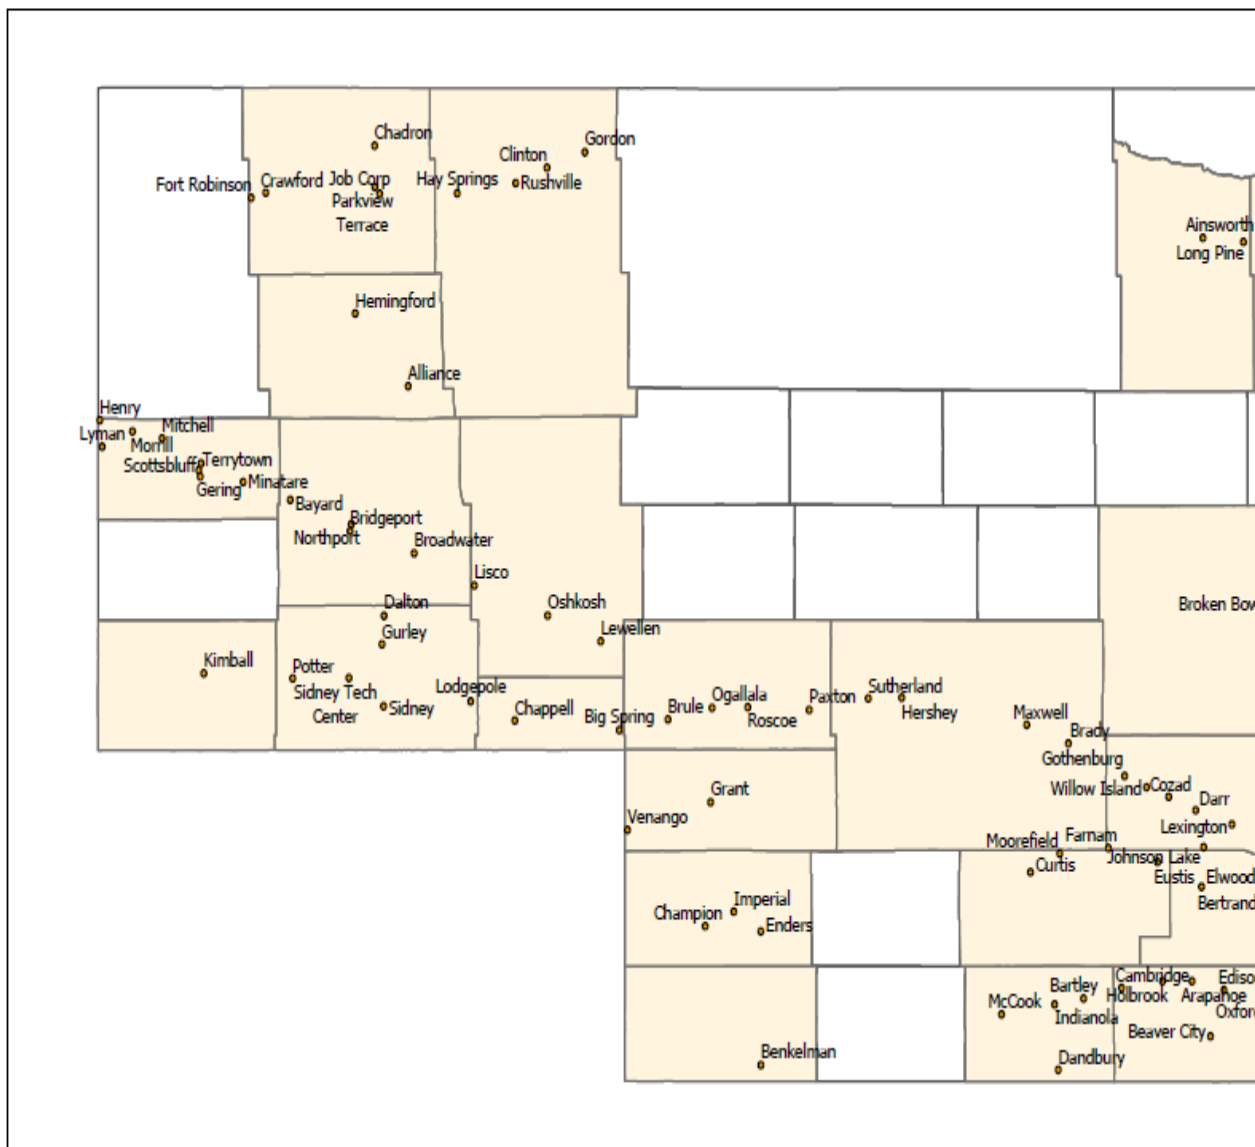 Chadron
Gordon
Clinton
Fort Robinson
Crawford
Job Corp
Hay Springs
Rushville
Parkview
Terrace
Ainsworth
Long Pine
Hemingford
Alliance
Henry
Lyman
Morrill
Mitchell
Scottsbluff
Terrytown
Gering
Minatare
Bayard
Bridgeport
Northport
Broadwater
Lisco
Dalton
Oshkosh
Broken Bow
Gurley
Lewellen
Kimball
Potter
Sidney Tech
Center
Sidney
Lodgepole
Chappell
Big Spring
Brule
Ogallala
Roscoe
Paxton
Sutherland
Hershey
Maxwell
Brady
Gothenburg
Willow Island
Cozad
Darr
Grant
Venango
Lexington
Moorefield
Farnam
Johnson Lake
Curtis
Eustis
Elwood
Bertrand
Imperial
Champion
Enders
Cambridge
Ediso
Bartley
Holbrook
Arapahoe
McCook
Indianola
Oxfor
Beaver City
Benkelman
Dandbury